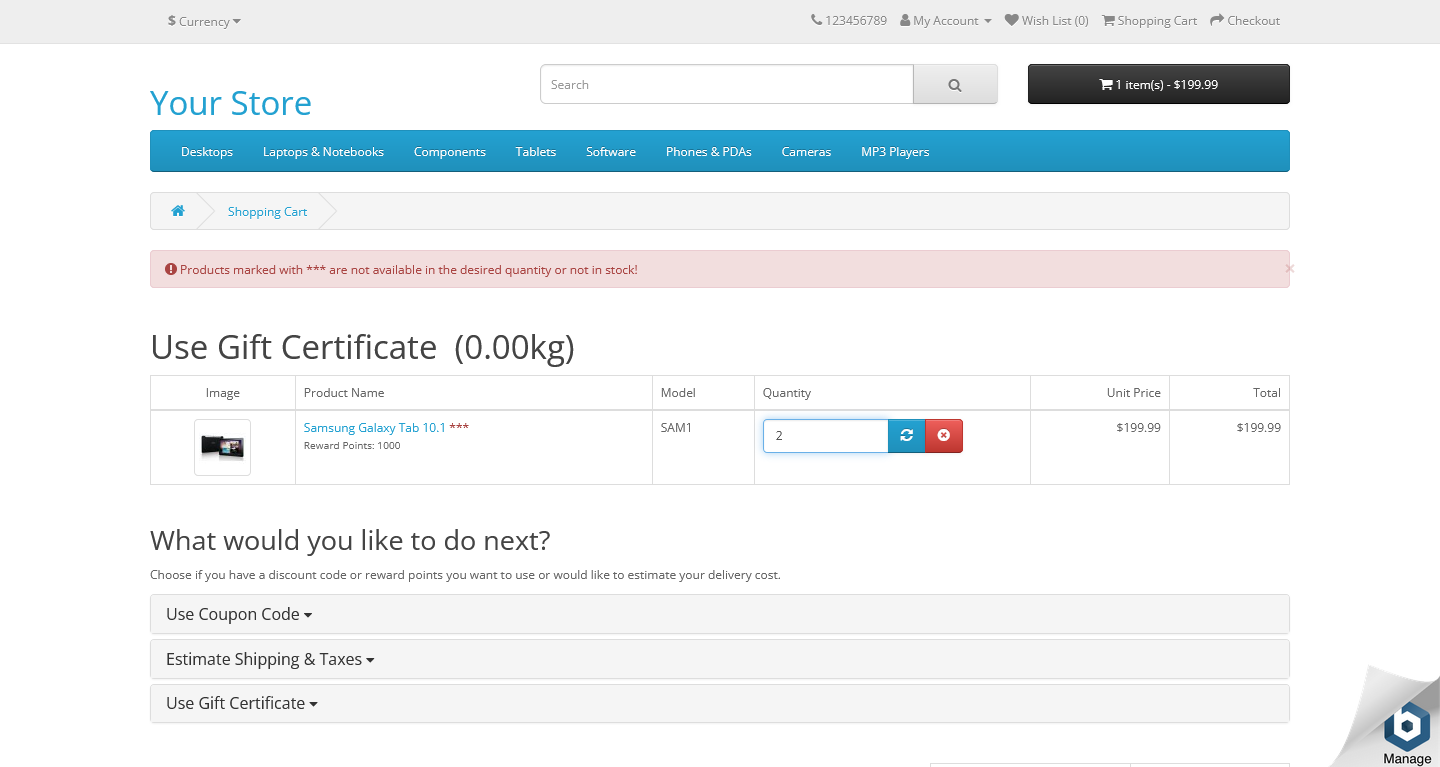 $ Currency
123456789 My Account Wish List (0) Shopping Cart Checkout
Your Store
Search
1 item(s) - $199.99
Desktops Laptops & Notebooks Components Tablets Software Phones & PDAs Cameras MP3 Players
Shopping Cart
Products marked with *** are not available in the desired quantity or not in stock!
×
Use Gift Certificate (0.00kg)
Image Product Name Model Quantity Unit Price Total
Samsung Galaxy Tab 10.1 *** SAM1 2 $199.99 $199.99
Reward Points: 1000
What would you like to do next?
Choose if you have a discount code or reward points you want to use or would like to estimate your delivery cost.
Use Coupon Code
Estimate Shipping & Taxes
Use Gift Certificate
Manage